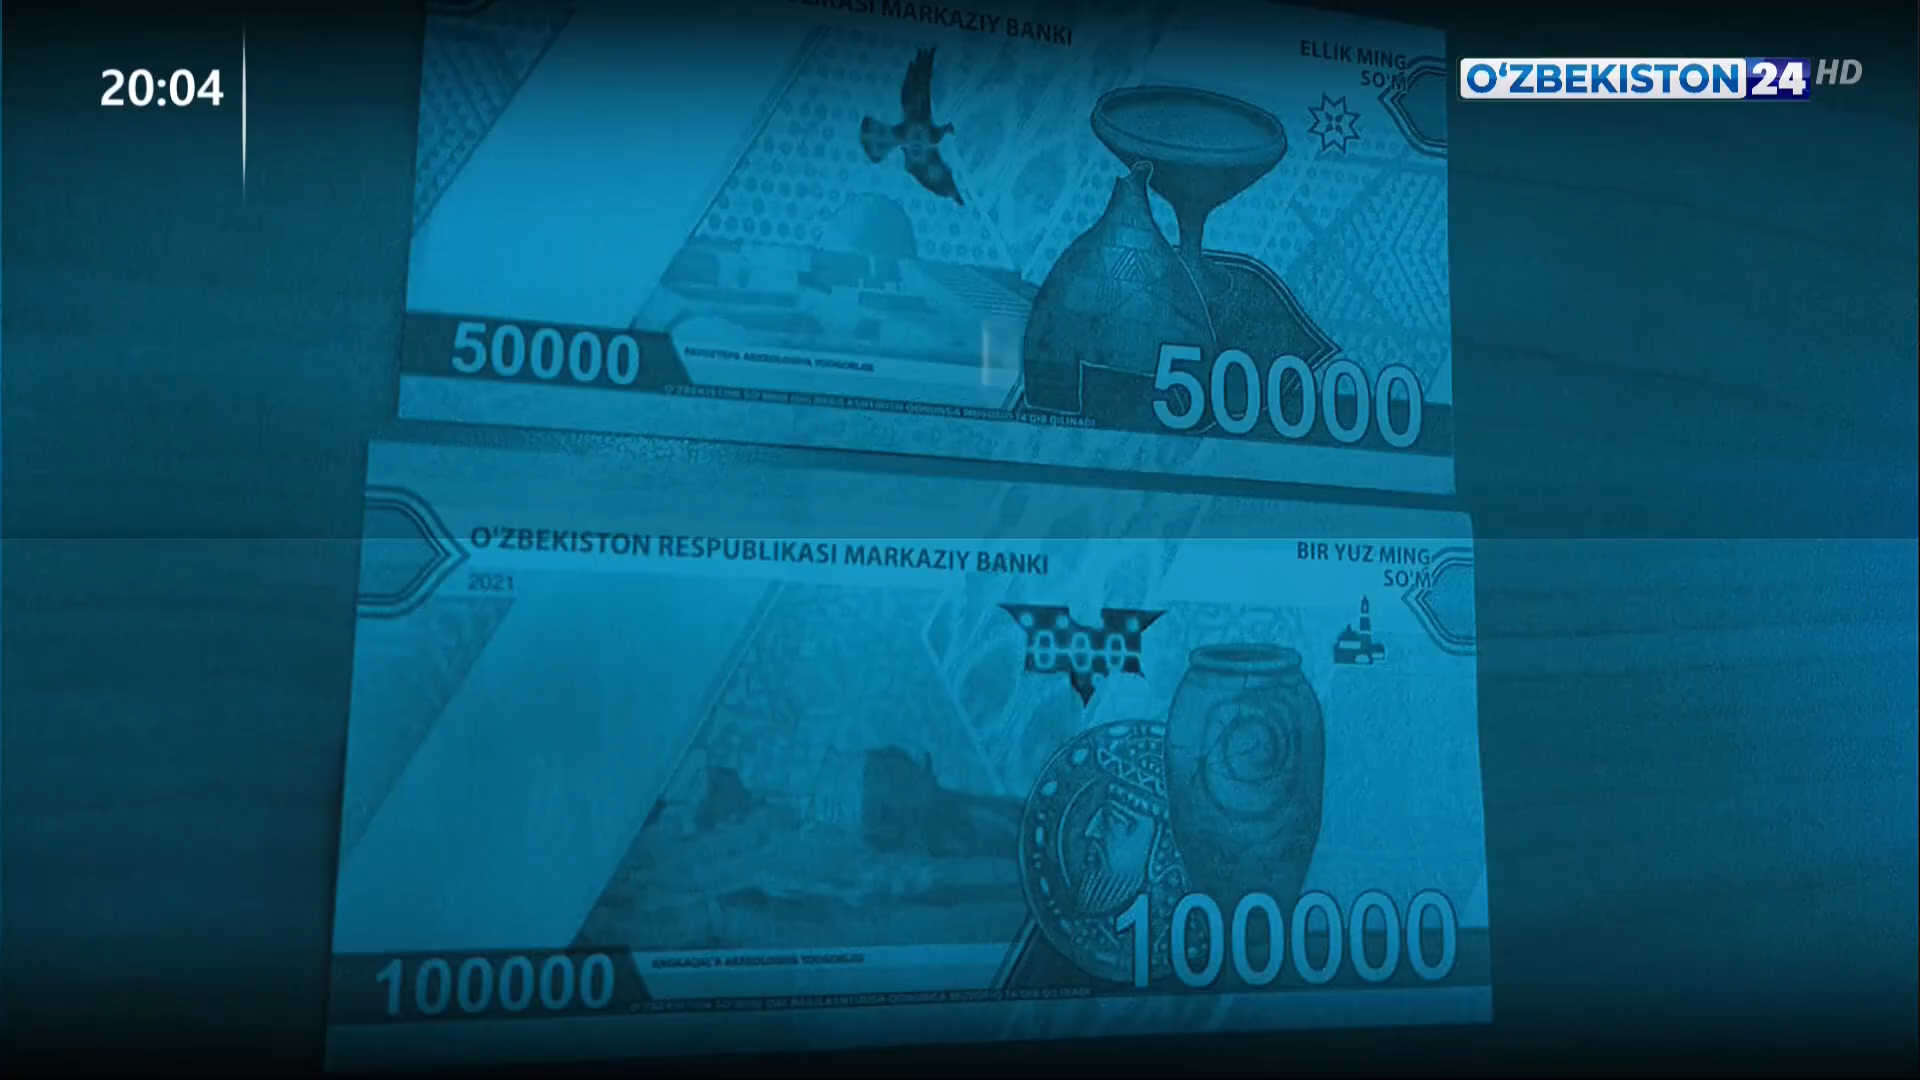 20:04
O‘ZBEKISTON 24 HD
MARKAZIY BANKI
ELLIK MING
SO'M
50000
50000
O'ZBEKISTON RESPUBLIKASI MARKAZIY BANKI
2021
BIR YUZ MING
SO'M
100000
100000